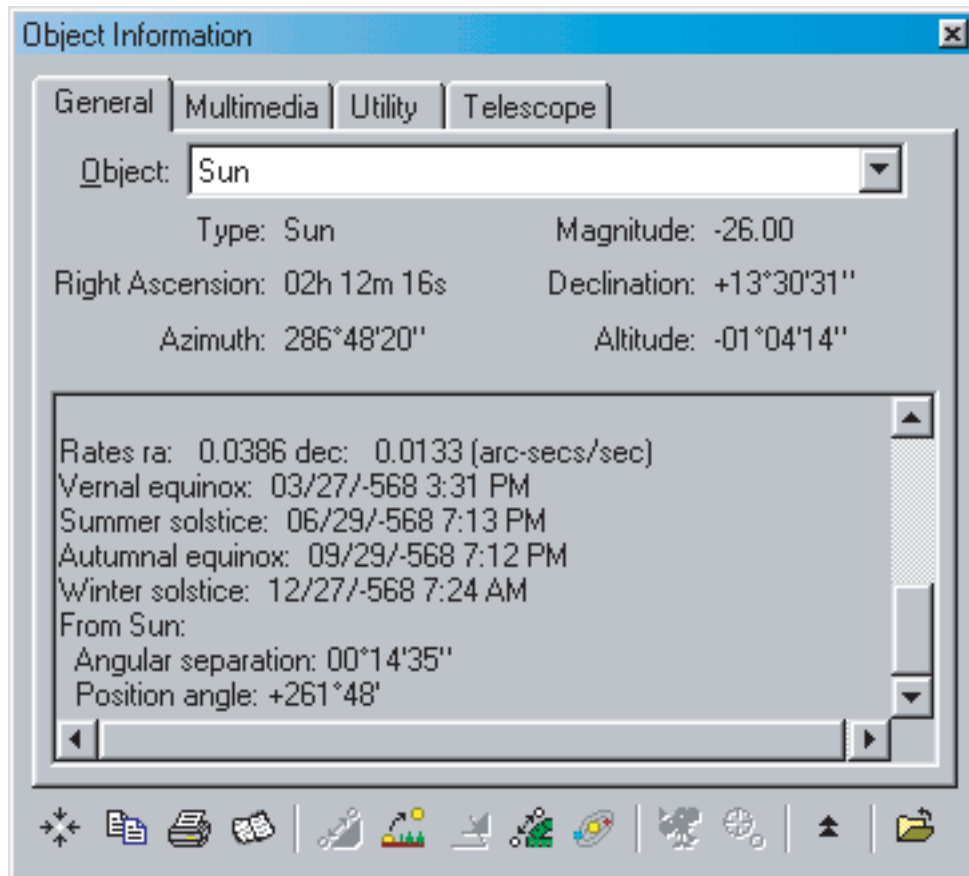 Object Information
General Multimedia Utility Telescope
Object: Sun
Type: Sun Magnitude: -26.00
Right Ascension: 02h 12m 16s Declination: +13°30'31"
Azimuth: 286°48'20" Altitude: -01°04'14"
Rates ra: 0.0386 dec: 0.0133 (arc-secs/sec)
Vernal equinox: 03/27/-568 3:31 PM
Summer solstice: 06/29/-568 7:13 PM
Autumnal equinox: 09/29/-568 7:12 PM
Winter solstice: 12/27/-568 7:24 AM
From Sun:
Angular separation: 00°14'35"
Position angle: +261°48'